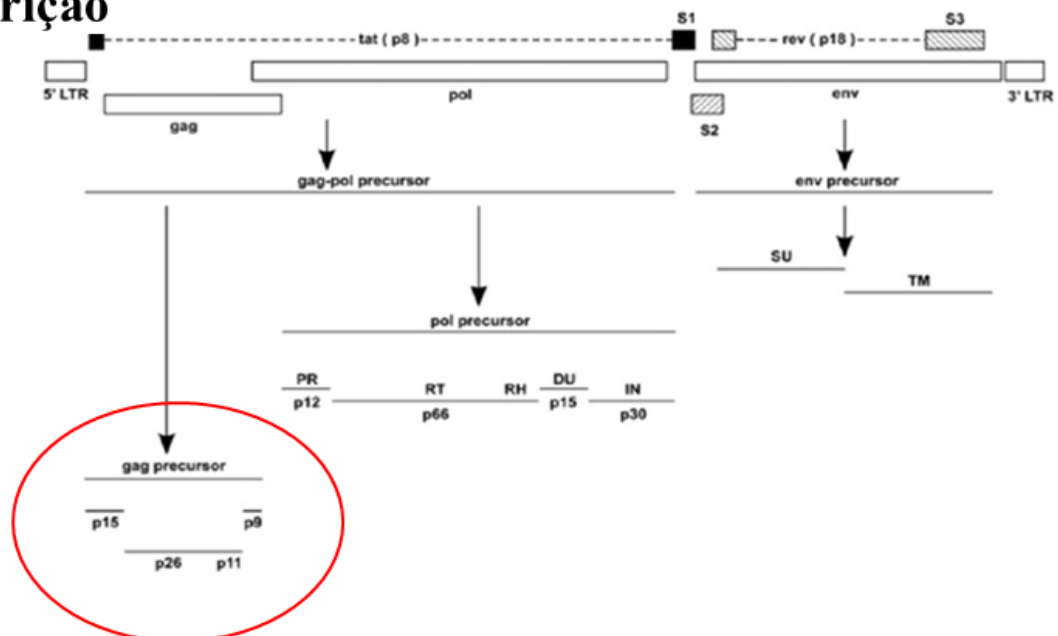 rição
S1 S3
tat ( p8 ) rev ( p18 )
5' LTR pol env 3' LTR
gag S2
gag-pol precursor env precursor
SU
TM
pol precursor
PR RT RH DU IN
p12 p66 p15 p30
gag precursor
p15 p9
p26 p11